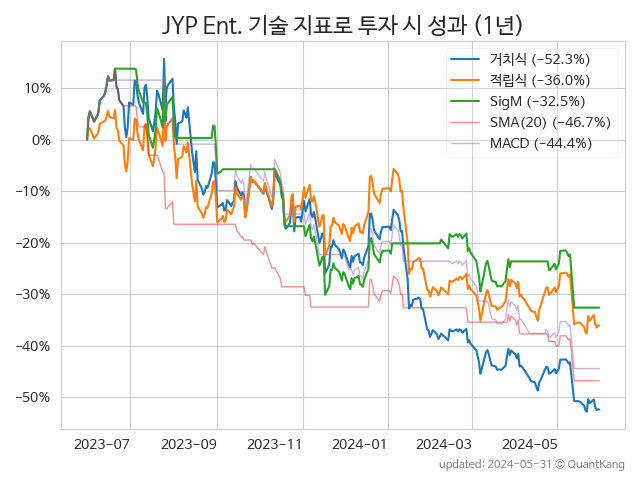 JYP Ent. 기술 지표로 투자 시 성과 (1년)
거치식 (−52.3%)
적립식 (−36.0%)
SigM (−32.5%)
SMA(20) (−46.7%)
MACD (−44.4%)
10%
0%
−10%
−20%
−30%
−40%
−50%
2023-07 2023-09 2023-11 2024-01 2024-03 2024-05
updated: 2024-05-31 © QuantKang